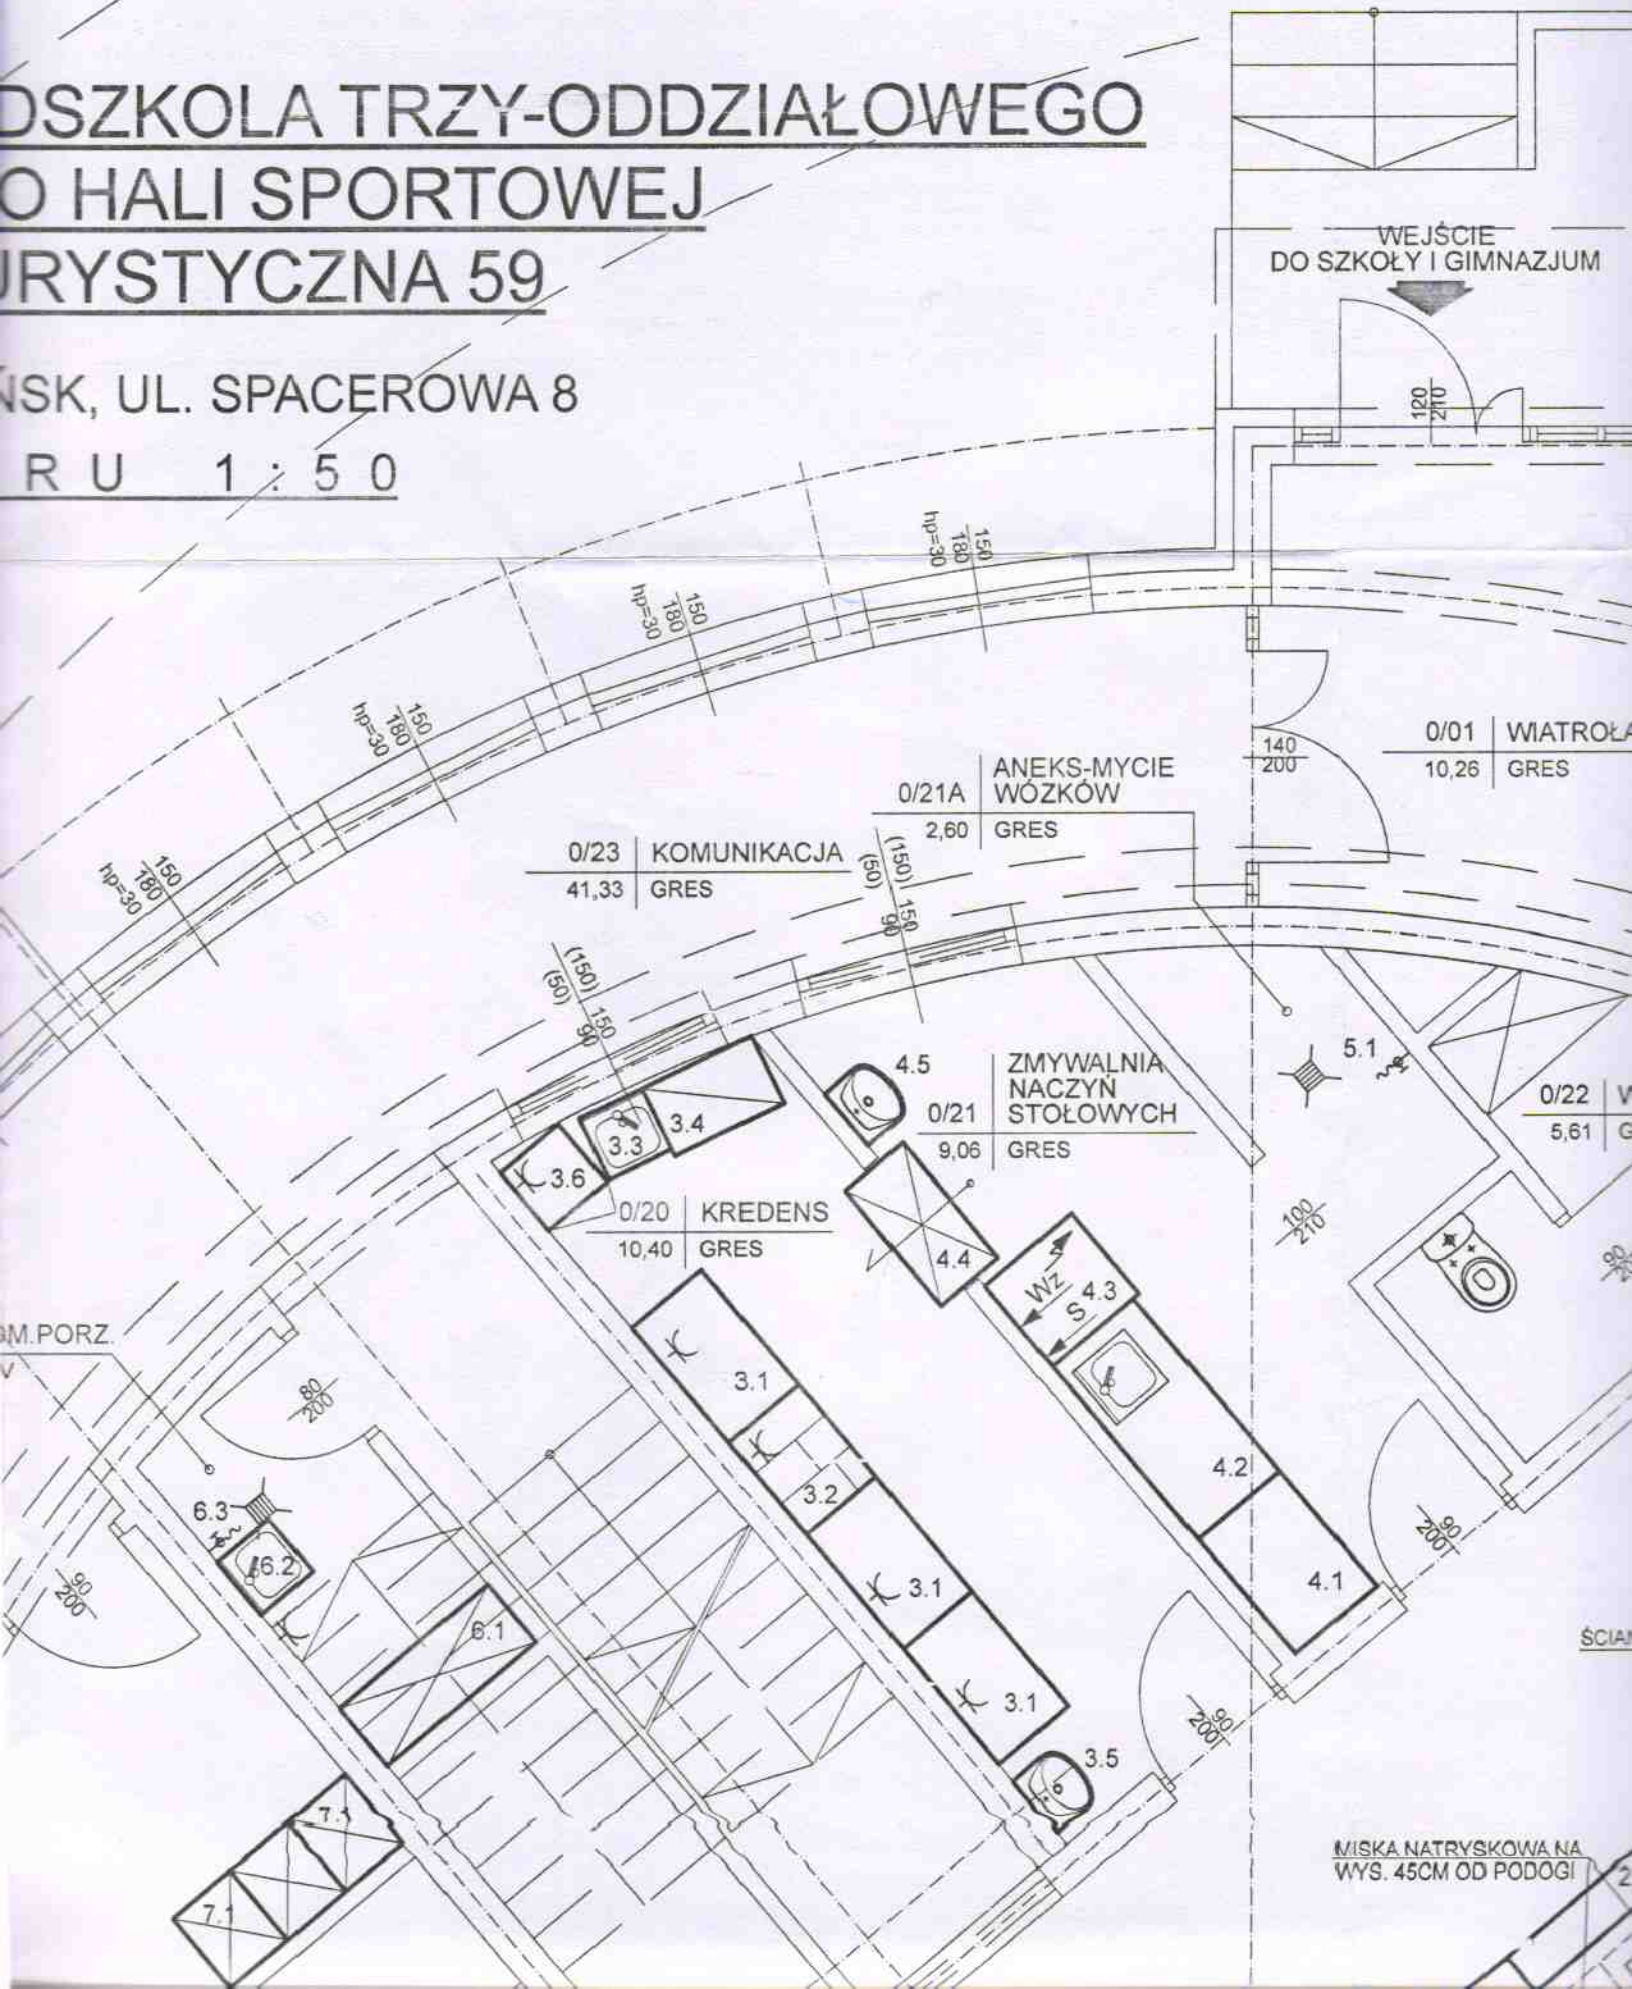 DSZKOLA TRZY-ODDZIAŁOWEGO
O HALI SPORTOWEJ
URYSTYCZNA 59
ŃSK, UL. SPACEROWA 8
RU 1:50
WEJŚCIE
DO SZKOŁY I GIMNAZJUM
120
210
150
180
hp=30
150
180
hp=30
150
180
hp=30
150
180
hp=30
140
200
0/01 WIATROŁA
10,26 GRES
ANEKS-MYCIE
0/21A WÓZKÓW
2,60 GRES
0/23 KOMUNIKACJA
41,33 GRES
(150) 150
(50) 90
(150) 150
(50) 90
4.5
ZMYWALNIA
NACZYŃ
0/21 STOŁOWYCH
9,06 GRES
5.1
0/22 W
5,61 G
3.4
3.3
3.6
0/20 KREDENS
10,40 GRES
100
210
90
4.4
Wz
S
4.3
OM.PORZ.
V
80
200
3.1
3.2
4.2
4.1
90
200
6.3
6.2
90
200
6.1
3.1
3.1
ŚCIAN
90
200
3.5
7.1
7.1
MISKA NATRYSKOWA NA
WYS. 45CM OD PODOGI
2